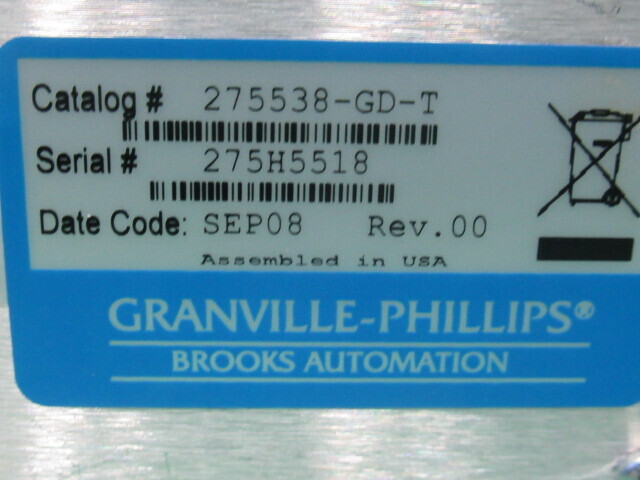 Catalog # 275538-GD-T
Serial # 275H5518
Date Code: SEP08 Rev.00
Assembled in USA
GRANVILLE-PHILLIPS®
BROOKS AUTOMATION